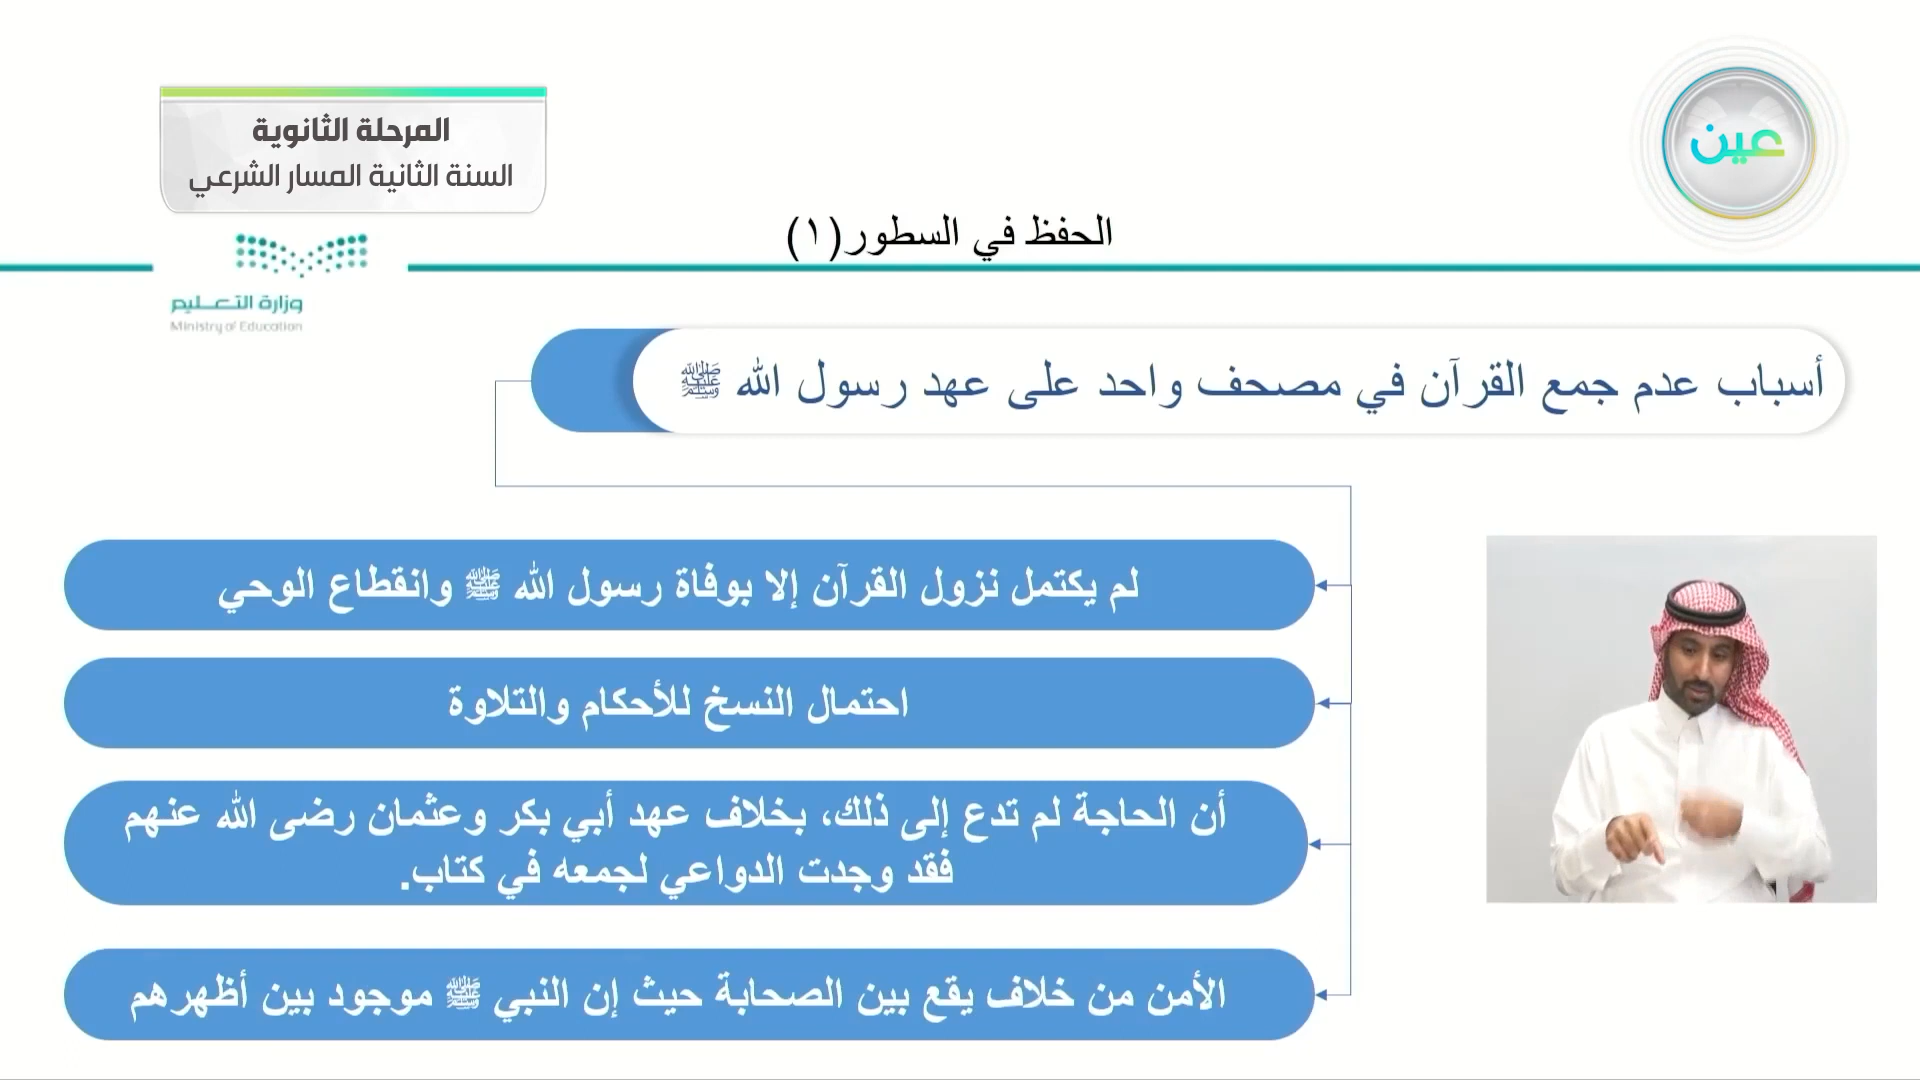 المرحلة الثانوية
السنة الثانية المسار الشرعي
عين
الحفظ في السطور(١)
وزارة التعليم
Ministry of Education
أسباب عدم جمع القرآن في مصحف واحد على عهد رسول الله ﷺ
لم يكتمل نزول القرآن إلا بوفاة رسول الله ﷺ وانقطاع الوحي
احتمال النسخ للأحكام والتلاوة
أن الحاجة لم تدع إلى ذلك، بخلاف عهد أبي بكر وعثمان رضى الله عنهم
فقد وجدت الدواعي لجمعه في كتاب.
الأمن من خلاف يقع بين الصحابة حيث إن النبي ﷺ موجود بين أظهرهم